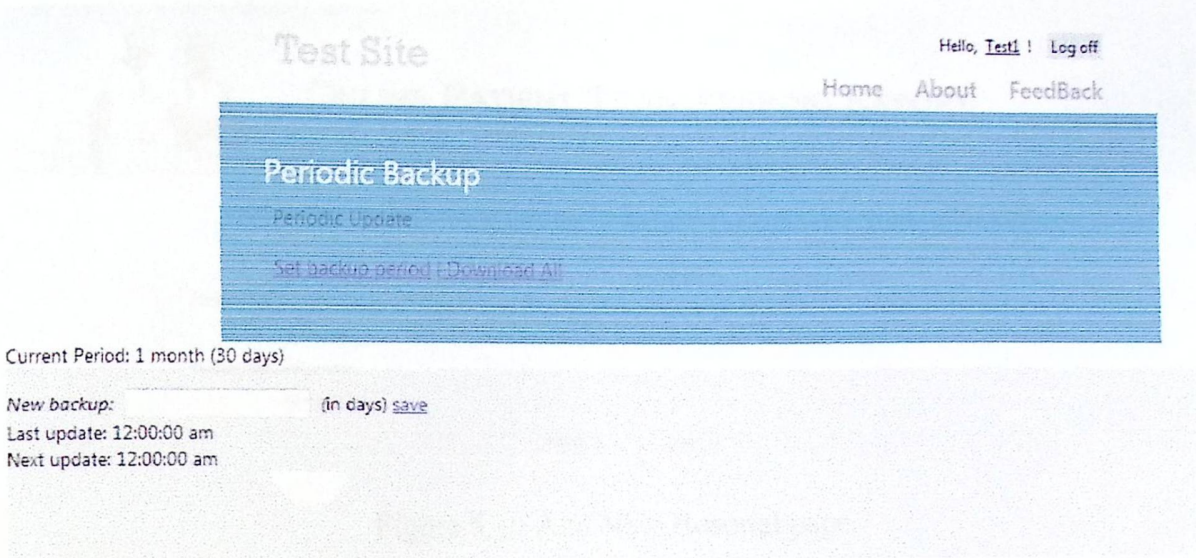 Test Site
Hello, Test1 ! Log off
Home About FeedBack
Periodic Backup
Periodic Update
Set backup period | Download All
Current Period: 1 month (30 days)
New backup: (in days) save
Last update: 12:00:00 am
Next update: 12:00:00 am